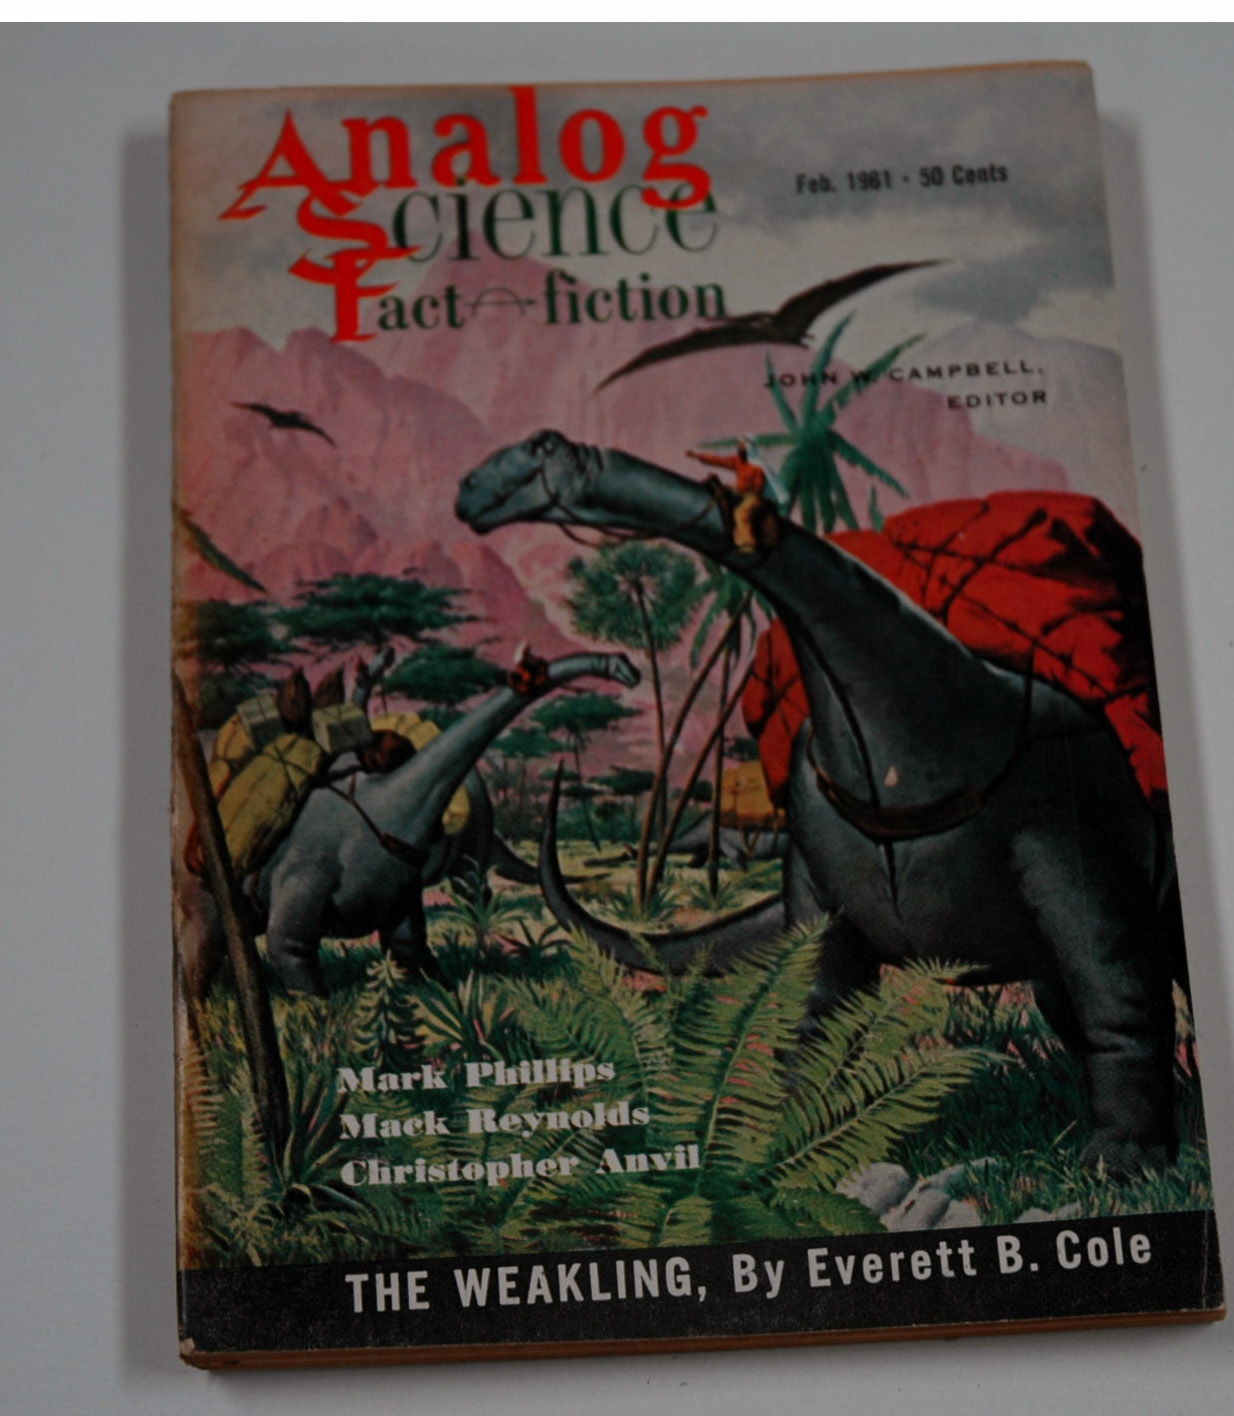 Analog
Science
Fact fiction
Feb. 1961 · 50 Cents
JOHN W. CAMPBELL,
EDITOR
Mark Phillips
Mack Reynolds
Christopher Anvil
THE WEAKLING, By Everett B. Cole